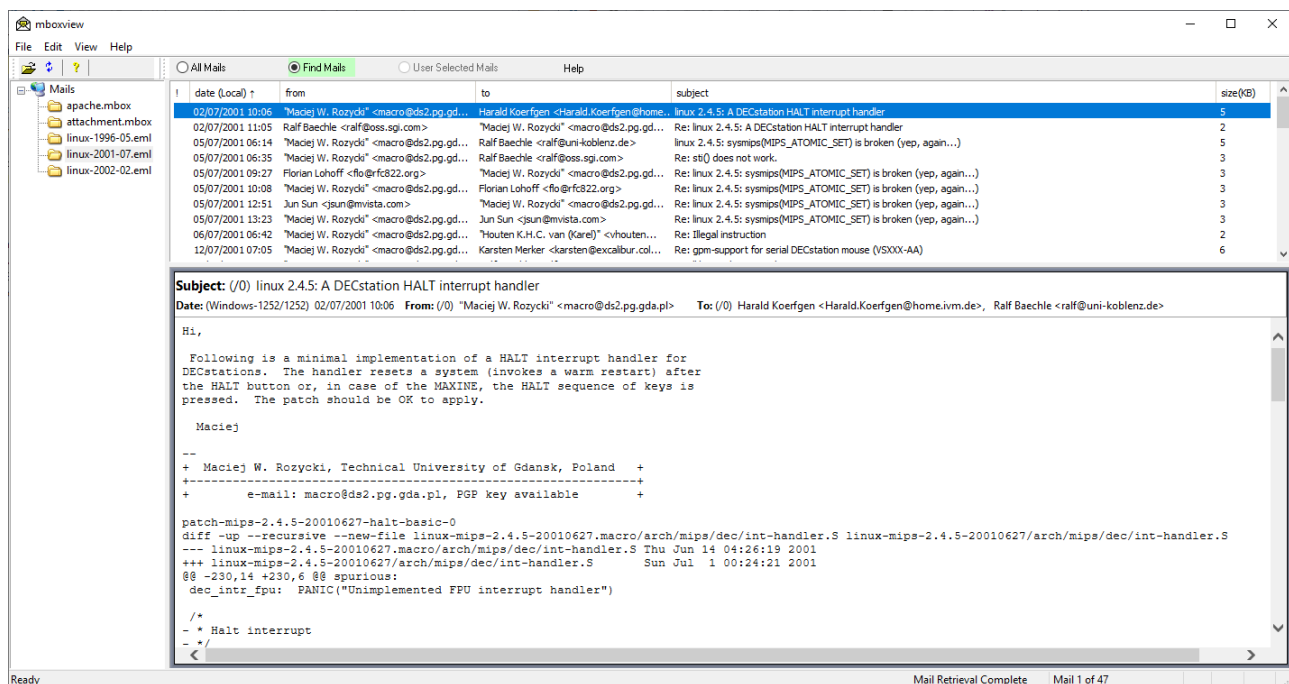 mboxview
File Edit View Help
All Mails Find Mails User Selected Mails Help
Mails
apache.mbox
attachment.mbox
linux-1996-05.eml
linux-2001-07.eml
linux-2002-02.eml
! date (Local) ↑ from to subject size(KB)
02/07/2001 10:06 "Maciej W. Rozycki" <macro@ds2.pg.gd... Harald Koerfgen <Harald.Koerfgen@home... linux 2.4.5: A DECstation HALT interrupt handler 5
02/07/2001 11:05 Ralf Baechle <ralf@oss.sgi.com> "Maciej W. Rozycki" <macro@ds2.pg.gd... Re: linux 2.4.5: A DECstation HALT interrupt handler 2
05/07/2001 06:14 "Maciej W. Rozycki" <macro@ds2.pg.gd... Ralf Baechle <ralf@uni-koblenz.de> linux 2.4.5: sysmips(MIPS_ATOMIC_SET) is broken (yep, again...) 5
05/07/2001 06:35 "Maciej W. Rozycki" <macro@ds2.pg.gd... Ralf Baechle <ralf@oss.sgi.com> Re: sti() does not work. 3
05/07/2001 09:27 Florian Lohoff <flo@rfc822.org> "Maciej W. Rozycki" <macro@ds2.pg.gd... Re: linux 2.4.5: sysmips(MIPS_ATOMIC_SET) is broken (yep, again...) 3
05/07/2001 10:08 "Maciej W. Rozycki" <macro@ds2.pg.gd... Florian Lohoff <flo@rfc822.org> Re: linux 2.4.5: sysmips(MIPS_ATOMIC_SET) is broken (yep, again...) 3
05/07/2001 12:51 Jun Sun <jsun@mvista.com> "Maciej W. Rozycki" <macro@ds2.pg.gd... Re: linux 2.4.5: sysmips(MIPS_ATOMIC_SET) is broken (yep, again...) 3
05/07/2001 13:23 "Maciej W. Rozycki" <macro@ds2.pg.gd... Jun Sun <jsun@mvista.com> Re: linux 2.4.5: sysmips(MIPS_ATOMIC_SET) is broken (yep, again...) 3
06/07/2001 06:42 "Maciej W. Rozycki" <macro@ds2.pg.gd... "Houten K.H.C. van (Karel)" <vhouten... Re: Illegal instruction 2
12/07/2001 07:05 "Maciej W. Rozycki" <macro@ds2.pg.gd... Karsten Merker <karsten@excalibur.col... Re: gpm-support for serial DECstation mouse (VSXXX-AA) 6
Subject: (/0) linux 2.4.5: A DECstation HALT interrupt handler
Date: (Windows-1252/1252) 02/07/2001 10:06 From: (/0) "Maciej W. Rozycki" <macro@ds2.pg.gda.pl> To: (/0) Harald Koerfgen <Harald.Koerfgen@home.ivm.de>, Ralf Baechle <ralf@uni-koblenz.de>
Hi,
Following is a minimal implementation of a HALT interrupt handler for
DECstations. The handler resets a system (invokes a warm restart) after
the HALT button or, in case of the MAXINE, the HALT sequence of keys is
pressed. The patch should be OK to apply.
Maciej
--
+ Maciej W. Rozycki, Technical University of Gdansk, Poland +
+--------------------------------------------------------------+
+ e-mail: macro@ds2.pg.gda.pl, PGP key available +
patch-mips-2.4.5-20010627-halt-basic-0
diff -up --recursive --new-file linux-mips-2.4.5-20010627.macro/arch/mips/dec/int-handler.S linux-mips-2.4.5-20010627/arch/mips/dec/int-handler.S
--- linux-mips-2.4.5-20010627.macro/arch/mips/dec/int-handler.S Thu Jun 14 04:26:19 2001
+++ linux-mips-2.4.5-20010627/arch/mips/dec/int-handler.S Sun Jul 1 00:24:21 2001
@@ -230,14 +230,6 @@ spurious:
dec_intr_fpu: PANIC("Unimplemented FPU interrupt handler")
/*
- * Halt interrupt
- */
Ready Mail Retrieval Complete Mail 1 of 47